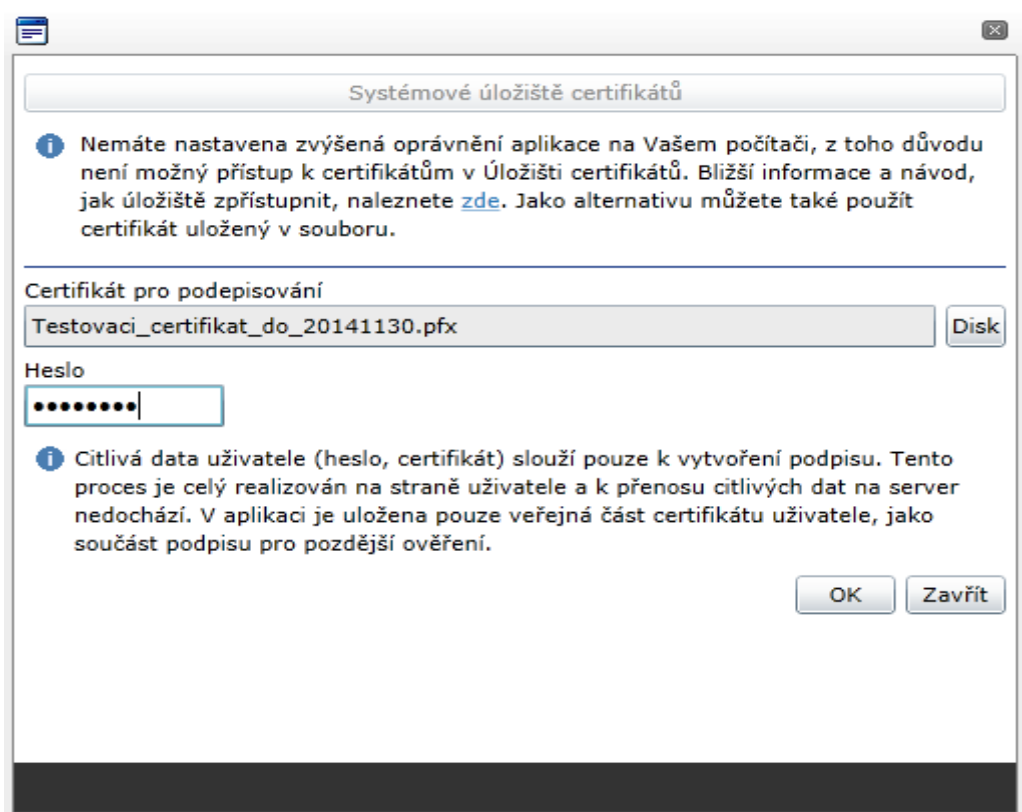 Systémové úložiště certifikátů
Nemáte nastavena zvýšená oprávnění aplikace na Vašem počítači, z toho důvodu
není možný přístup k certifikátům v Úložišti certifikátů. Bližší informace a návod,
jak úložiště zpřístupnit, naleznete zde. Jako alternativu můžete také použít
certifikát uložený v souboru.
Certifikát pro podepisování
Testovaci_certifikat_do_20141130.pfx Disk
Heslo
••••••••
Citlivá data uživatele (heslo, certifikát) slouží pouze k vytvoření podpisu. Tento
proces je celý realizován na straně uživatele a k přenosu citlivých dat na server
nedochází. V aplikaci je uložena pouze veřejná část certifikátu uživatele, jako
součást podpisu pro pozdější ověření.
OK Zavřít